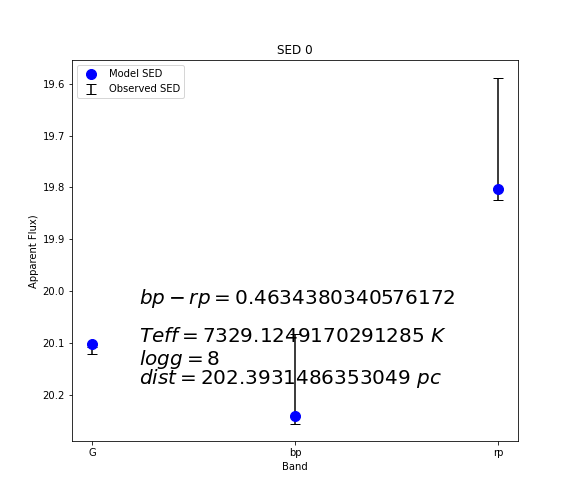 SED 0
Model SED
Observed SED
19.6
19.7
19.8
19.9
20.0
20.1
20.2
Apparent Flux)
bp − rp = 0.4634380340576172
Teff = 7329.1249170291285 K
logg = 8
dist = 202.3931486353049 pc
G
bp
rp
Band